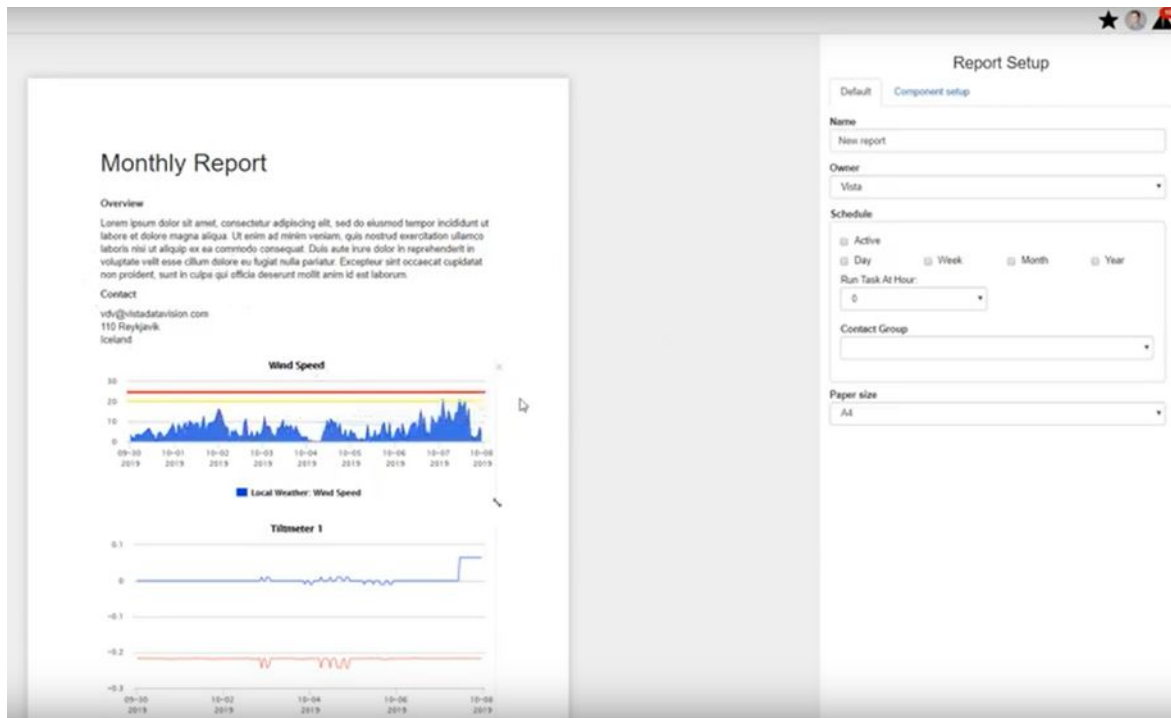 Report Setup
Default Component setup
Name
New report
Owner
Vista
Schedule
Active
Day Week Month Year
Run Task At Hour:
0
Contact Group
Paper size
A4
Monthly Report
Overview
Lorem ipsum dolor sit amet, consectetur adipiscing elit, sed do eiusmod tempor incididunt ut
labore et dolore magna aliqua. Ut enim ad minim veniam, quis nostrud exercitation ullamco
laboris nisi ut aliquip ex ea commodo consequat. Duis aute irure dolor in reprehenderit in
voluptate velit esse cillum dolore eu fugiat nulla pariatur. Excepteur sint occaecat cupidatat
non proident, sunt in culpa qui officia deserunt mollit anim id est laborum.
Contact
vdv@vistadatavision.com
110 Reykjavik
Iceland
Wind Speed
30
20
10
0
09-30 10-01 10-02 10-03 10-04 10-05 10-06 10-07 10-08
2019 2019 2019 2019 2019 2019 2019 2019 2019
Local Weather: Wind Speed
Tiltmeter 1
0.1
0
-0.1
-0.2
-0.3
09-30 10-02 10-04 10-06 10-08
2019 2019 2019 2019 2019